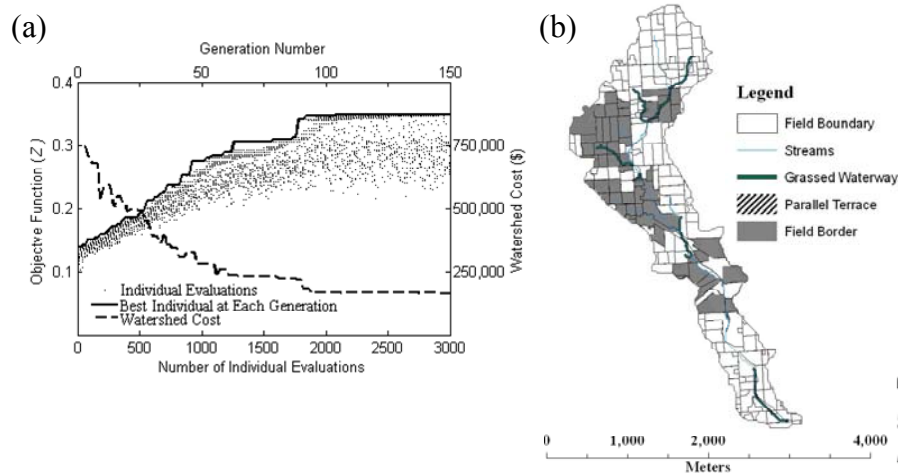 (a)
Generation Number
0 50 100 150
0.4
0.3
0.2
0.1
Objectve Function (Z)
750,000
500,000
250,000
Watershed Cost ($)
Individual Evaluations
Best Individual at Each Generation
Watershed Cost
0 500 1000 1500 2000 2500 3000
Number of Individual Evaluations
(b)
Legend
Field Boundary
Streams
Grassed Waterway
Parallel Terrace
Field Border
0 1,000 2,000 4,000
Meters